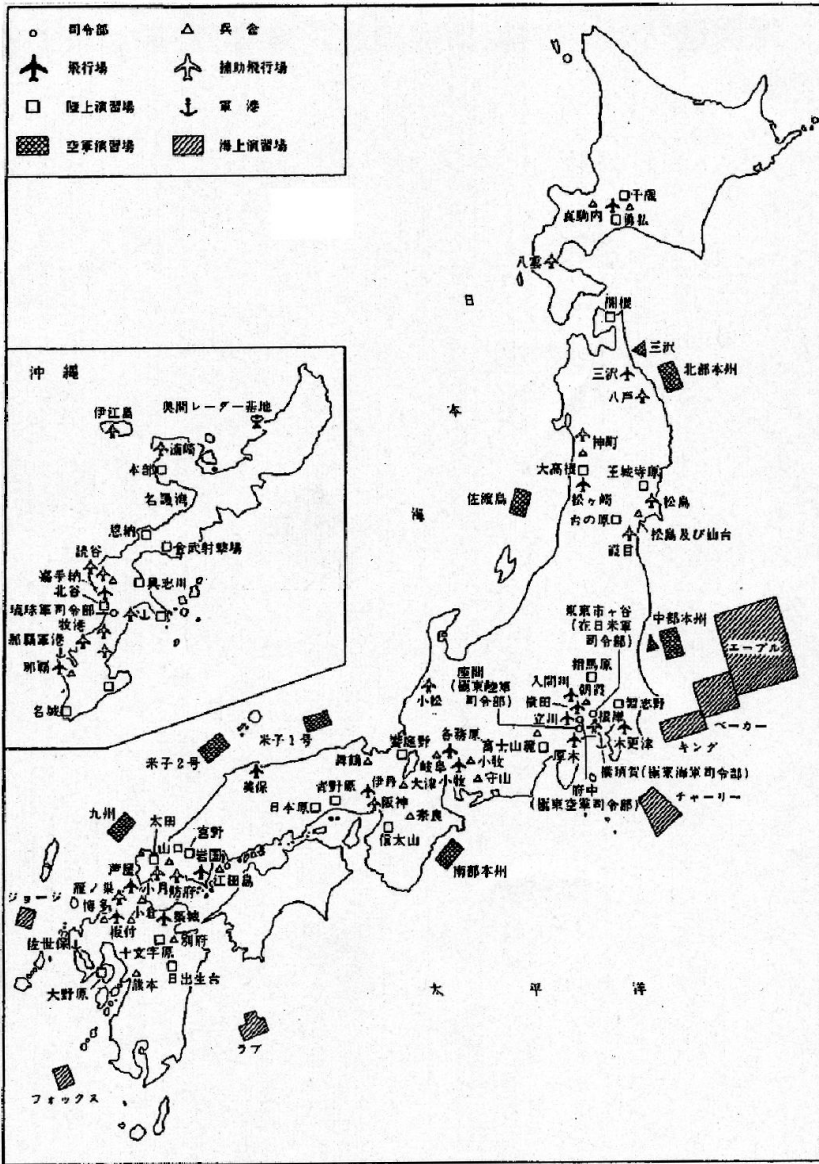 司令部
兵舎
飛行場
補助飛行場
陸上演習場
軍港
空軍演習場
海上演習場
千歳
真駒内
勇払
八雲
日
本
海
関根
三沢
三沢
北部本州
八戸
神町
大高根
王城寺原
松ヶ崎
松島
佐渡島
松島及び仙台
霞目
沖縄
伊江島
奥間レーダー基地
本部
名護湾
恩納
金武射撃場
読谷
嘉手納
具志川
北谷
琉球軍司令部
牧港
那覇軍港
那覇
名城
東京市ヶ谷
(在日米軍
司令部)
中部本州
エーブル
座間
(極東陸軍
司令部)
相馬原
入間川
朝霞
習志野
横田
ベーカー
小松
立川
キング
木更津
各務原
富士山麓
厚木
横須賀(極東海軍司令部)
府中
(極東空軍司令部)
チャーリー
米子1号
米子2号
舞鶴
饗庭野
岐阜
小牧
大津
小牧
守山
美保
青野原
伊丹
日本原
阪神
奈良
信太山
南部本州
九州
太田
宮野
山口
岩国
芦屋
小月
防府
江田島
雁ノ巣
ジョージ
博多
小倉
築城
板付
佐世保
十文字原
別府
大野原
熊本
日出生台
太
平
洋
ラブ
フォックス